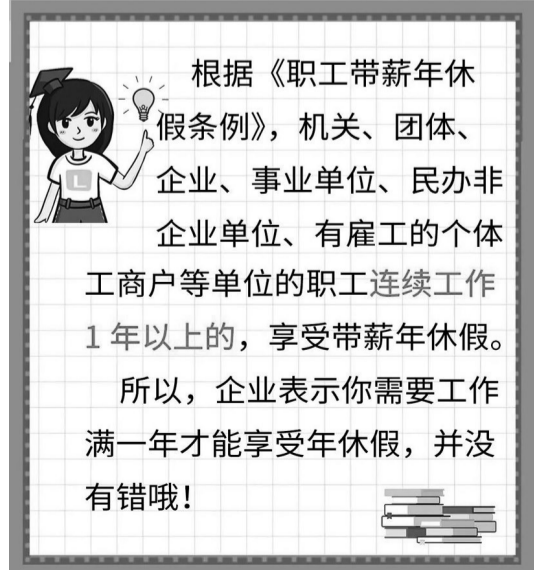 根据《职工带薪年休
假条例》，机关、团体、
企业、事业单位、民办非
企业单位、有雇工的个体
工商户等单位的职工连续工作
1 年以上的，享受带薪年休假。
所以，企业表示你需要工作
满一年才能享受年休假，并没
有错哦！
L